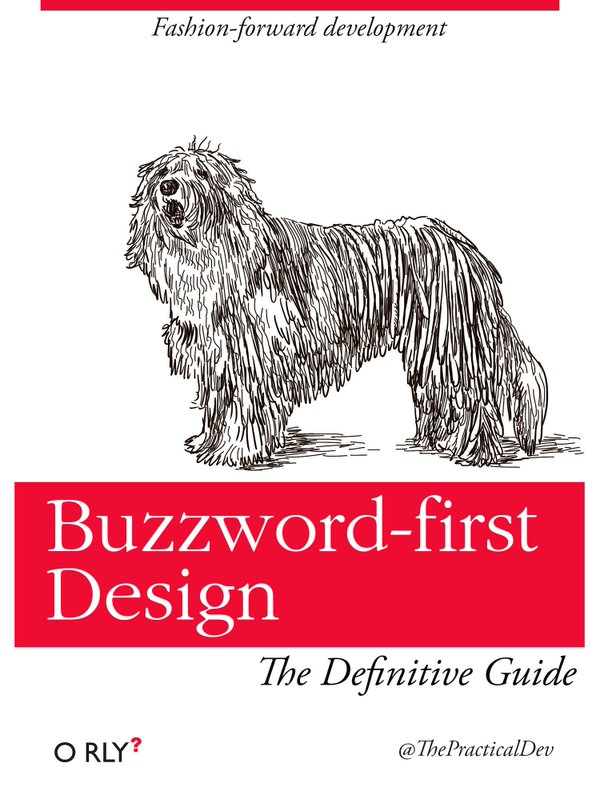 Fashion-forward development
Buzzword-first
Design
The Definitive Guide
O RLY?
@ThePracticalDev